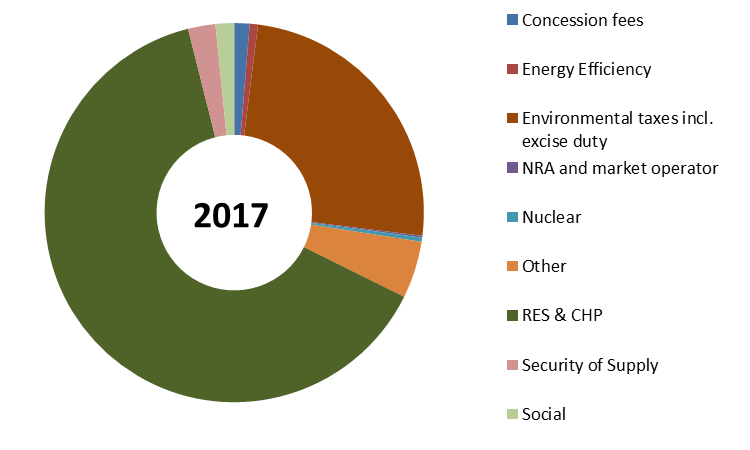 2017
Concession fees
Energy Efficiency
Environmental taxes incl.
excise duty
NRA and market operator
Nuclear
Other
RES & CHP
Security of Supply
Social